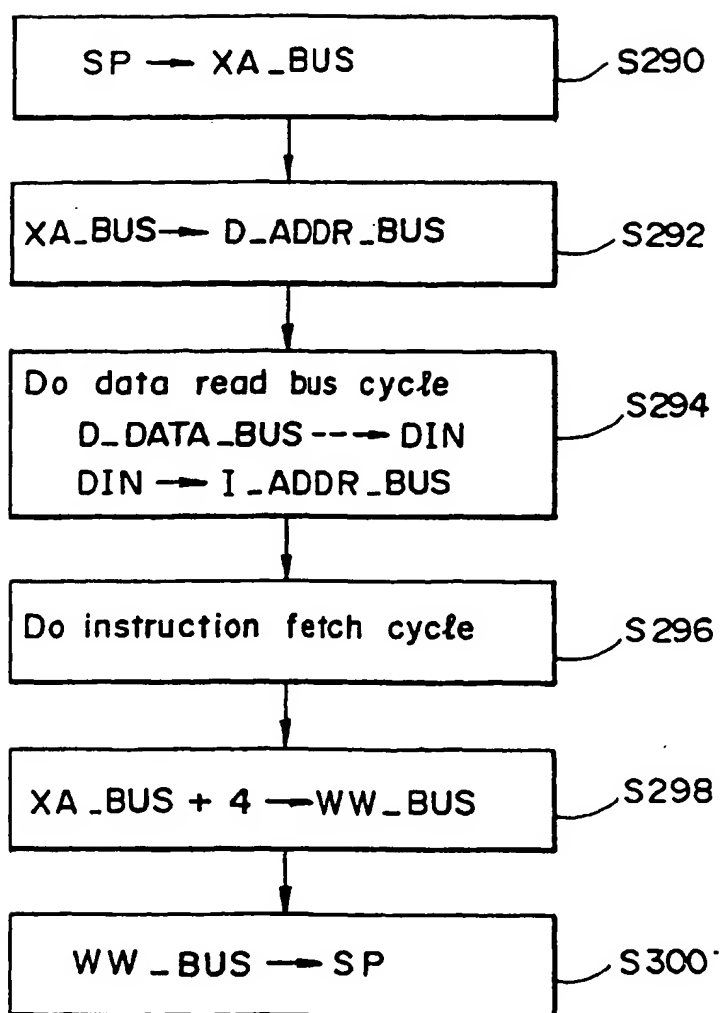 SP → XA_BUS
S290
XA_BUS → D_ADDR_BUS
S292
Do data read bus cycle
D_DATA_BUS ---→ DIN
DIN → I_ADDR_BUS
S294
Do instruction fetch cycle
S296
XA_BUS + 4 → WW_BUS
S298
WW_BUS → SP
S300